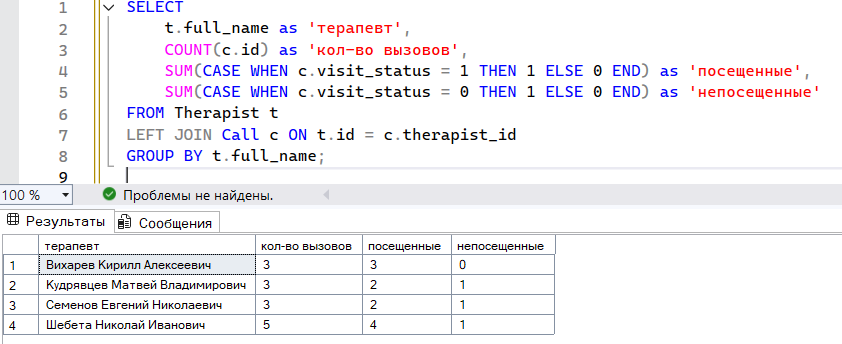 1 SELECT
2 t.full_name as 'терапевт',
3 COUNT(c.id) as 'кол-во вызовов',
4 SUM(CASE WHEN c.visit_status = 1 THEN 1 ELSE 0 END) as 'посещенные',
5 SUM(CASE WHEN c.visit_status = 0 THEN 1 ELSE 0 END) as 'непосещенные'
6 FROM Therapist t
7 LEFT JOIN Call c ON t.id = c.therapist_id
8 GROUP BY t.full_name;
9
100 % Проблемы не найдены.
Результаты Сообщения
терапевт кол-во вызовов посещенные непосещенные
1 Вихарев Кирилл Алексеевич 3 3 0
2 Кудрявцев Матвей Владимирович 3 2 1
3 Семенов Евгений Николаевич 3 2 1
4 Шебета Николай Иванович 5 4 1